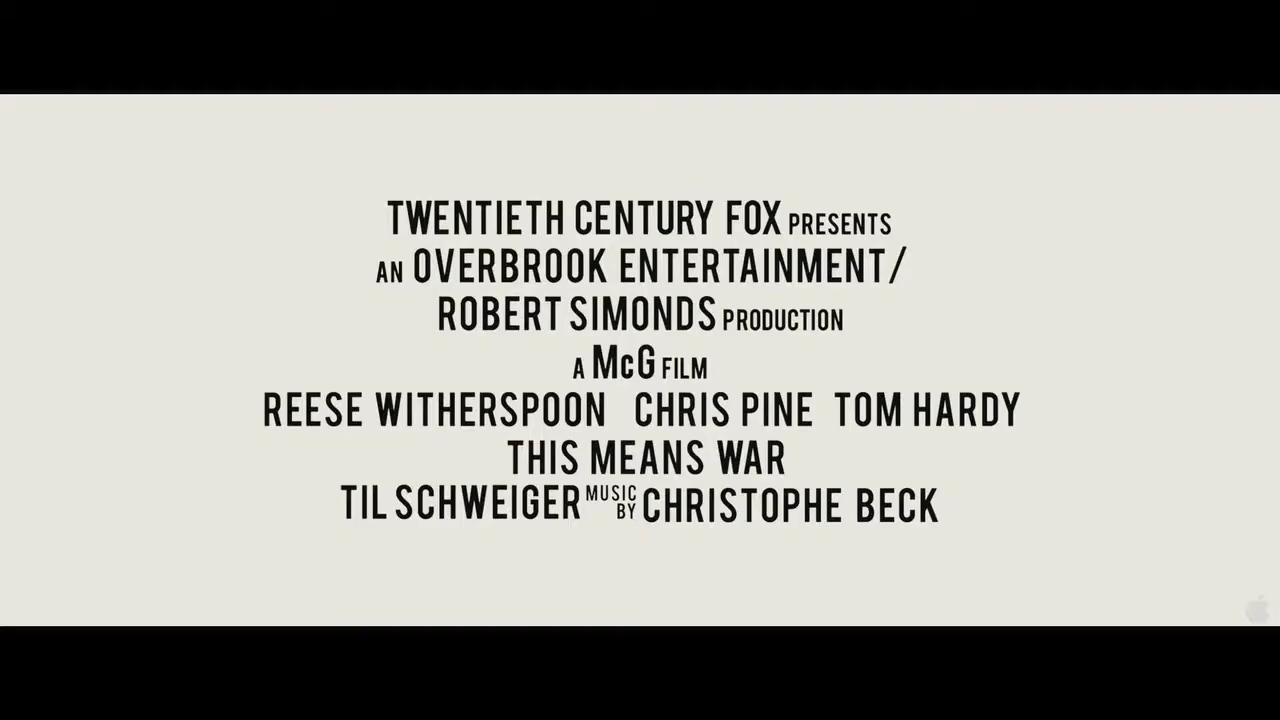 TWENTIETH CENTURY FOX PRESENTS
AN OVERBROOK ENTERTAINMENT/
ROBERT SIMONDS PRODUCTION
A McG FILM
REESE WITHERSPOON CHRIS PINE TOM HARDY
THIS MEANS WAR
TIL SCHWEIGER MUSIC BY CHRISTOPHE BECK